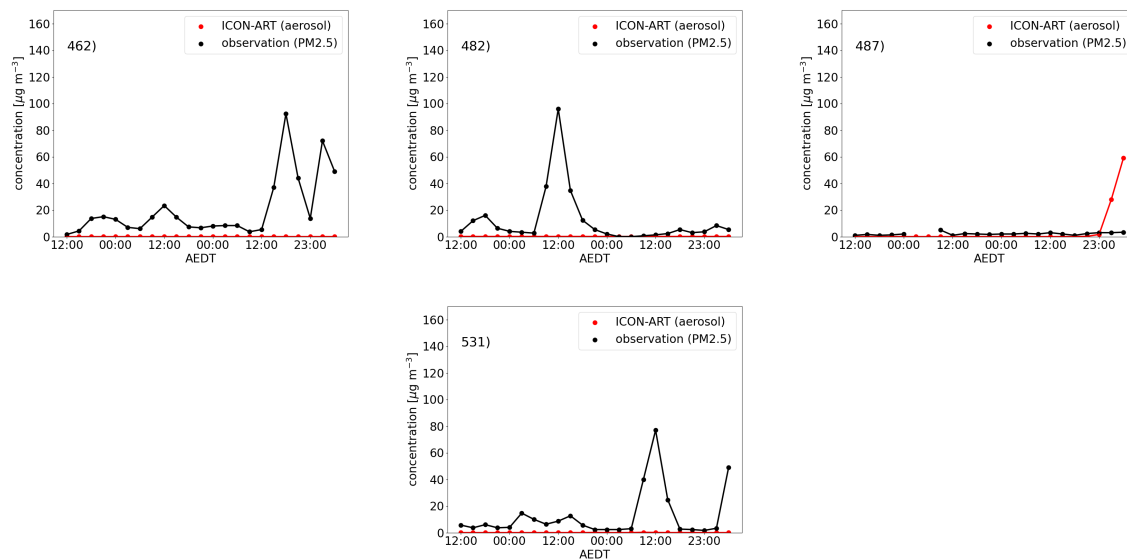 160
140
120
100
80
60
40
20
0
concentration [μg m⁻³]
462)
ICON-ART (aerosol)
observation (PM2.5)
12:00 00:00 12:00 00:00 12:00 23:00
AEDT
160
140
120
100
80
60
40
20
0
concentration [μg m⁻³]
482)
ICON-ART (aerosol)
observation (PM2.5)
12:00 00:00 12:00 00:00 12:00 23:00
AEDT
160
140
120
100
80
60
40
20
0
concentration [μg m⁻³]
487)
ICON-ART (aerosol)
observation (PM2.5)
12:00 00:00 12:00 00:00 12:00 23:00
AEDT
160
140
120
100
80
60
40
20
0
concentration [μg m⁻³]
531)
ICON-ART (aerosol)
observation (PM2.5)
12:00 00:00 12:00 00:00 12:00 23:00
AEDT